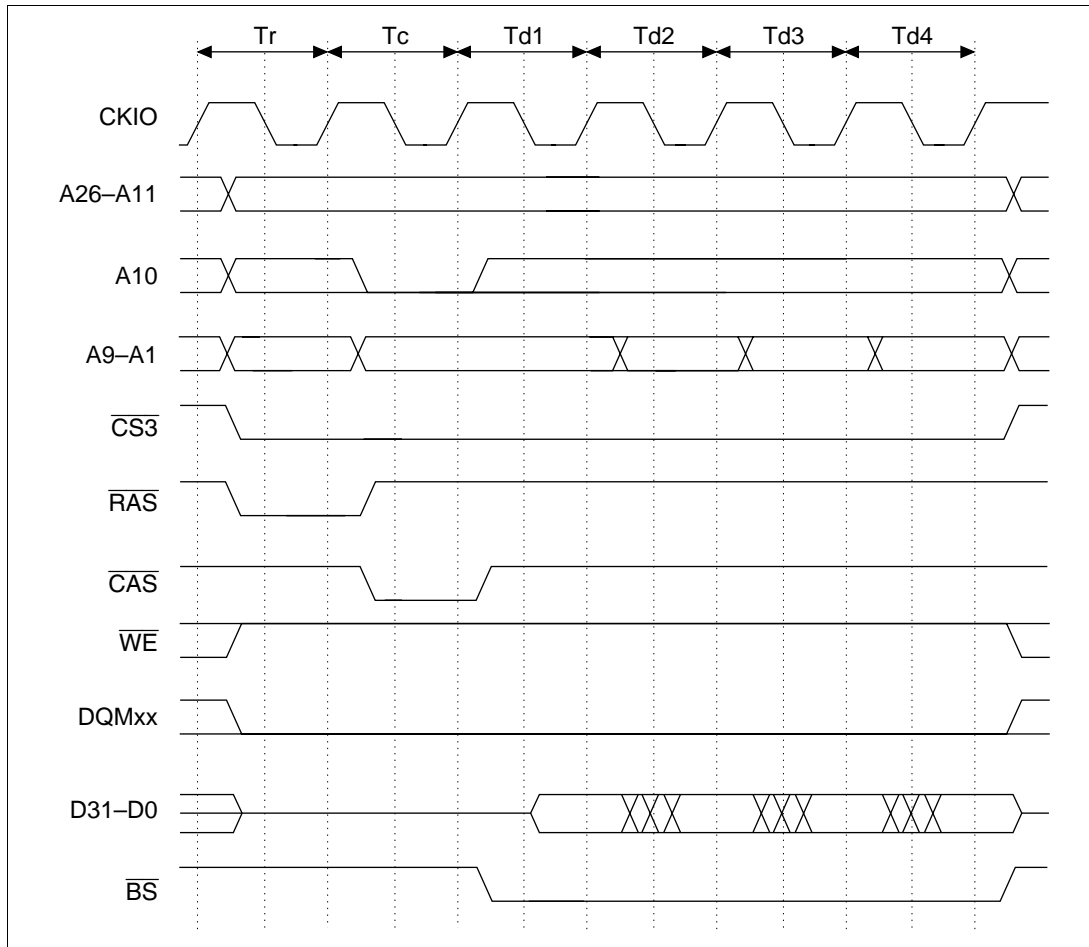 Tr Tc Td1 Td2 Td3 Td4
CKIO
A26–A11
A10
A9–A1
CS3
RAS
CAS
WE
DQMxx
D31–D0
BS